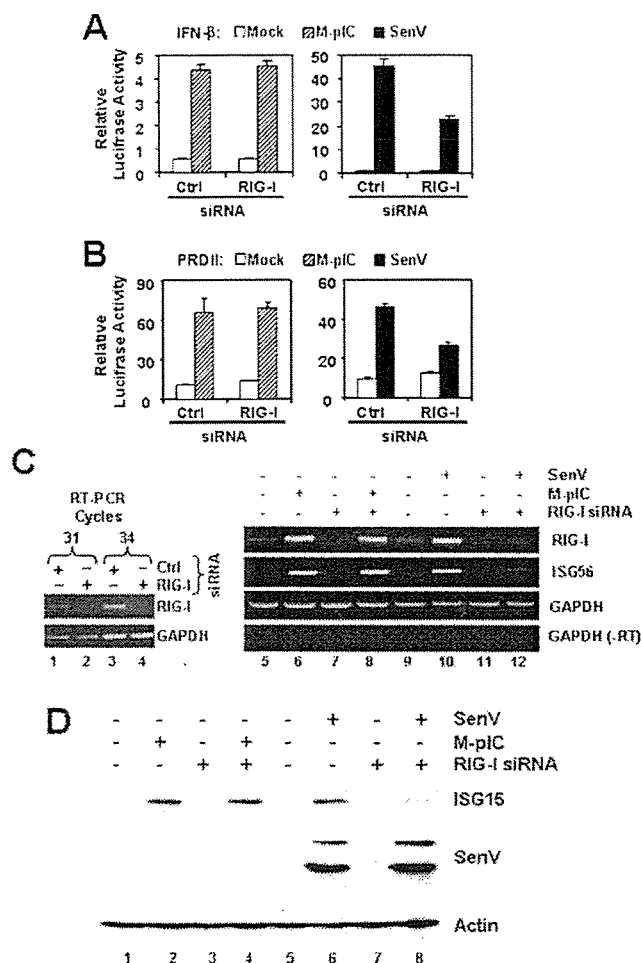 A
IFN-β: Mock M-pIC SenV
Relative
Lucifrase Activity
5
4
3
2
1
0
Ctrl RIG-I
siRNA
50
40
30
20
10
0
Ctrl RIG-I
siRNA
B
PRDII: Mock M-pIC SenV
Relative
Lucifrase Activity
90
60
30
0
Ctrl RIG-I
siRNA
60
40
20
0
Ctrl RIG-I
siRNA
C
RT-PCR
Cycles
31 34
+ - + - Ctrl
- + - + RIG-I
siRNA
RIG-I
GAPDH
1 2 3 4
- - - - - + - + SenV
- + - + - - - - M-pIC
- - + + - - + + RIG-I siRNA
RIG-I
ISG56
GAPDH
GAPDH (-RT)
5 6 7 8 9 10 11 12
D
- - - - - + - + SenV
- + - + - - - - M-pIC
- - + + - - + + RIG-I siRNA
ISG15
SenV
Actin
1 2 3 4 5 6 7 8